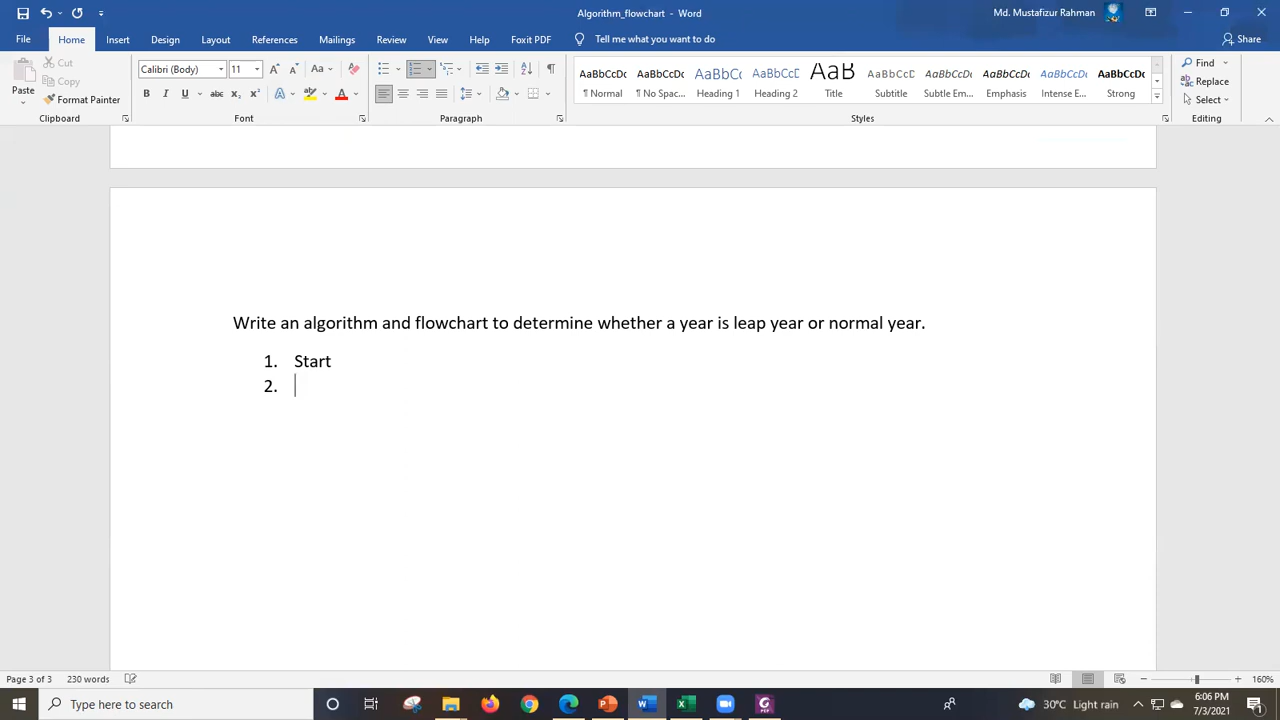 Algorithm_flowchart - Word
Md. Mustafizur Rahman
File Home Insert Design Layout References Mailings Review View Help Foxit PDF Tell me what you want to do Share
Paste
Cut
Copy
Format Painter
Clipboard
Calibri (Body) 11
Font
Paragraph
AaBbCcDc AaBbCcDc AaBbCc AaBbCcD AaB AaBbCcD AaBbCcDc AaBbCcDc AaBbCcDc AaBbCcDc
¶ Normal ¶ No Spac... Heading 1 Heading 2 Title Subtitle Subtle Em... Emphasis Intense E... Strong
Styles
Find
Replace
Select
Editing
Write an algorithm and flowchart to determine whether a year is leap year or normal year.
1. Start
2.
Page 3 of 3 230 words 160%
Type here to search
30°C Light rain
6:06 PM
7/3/2021